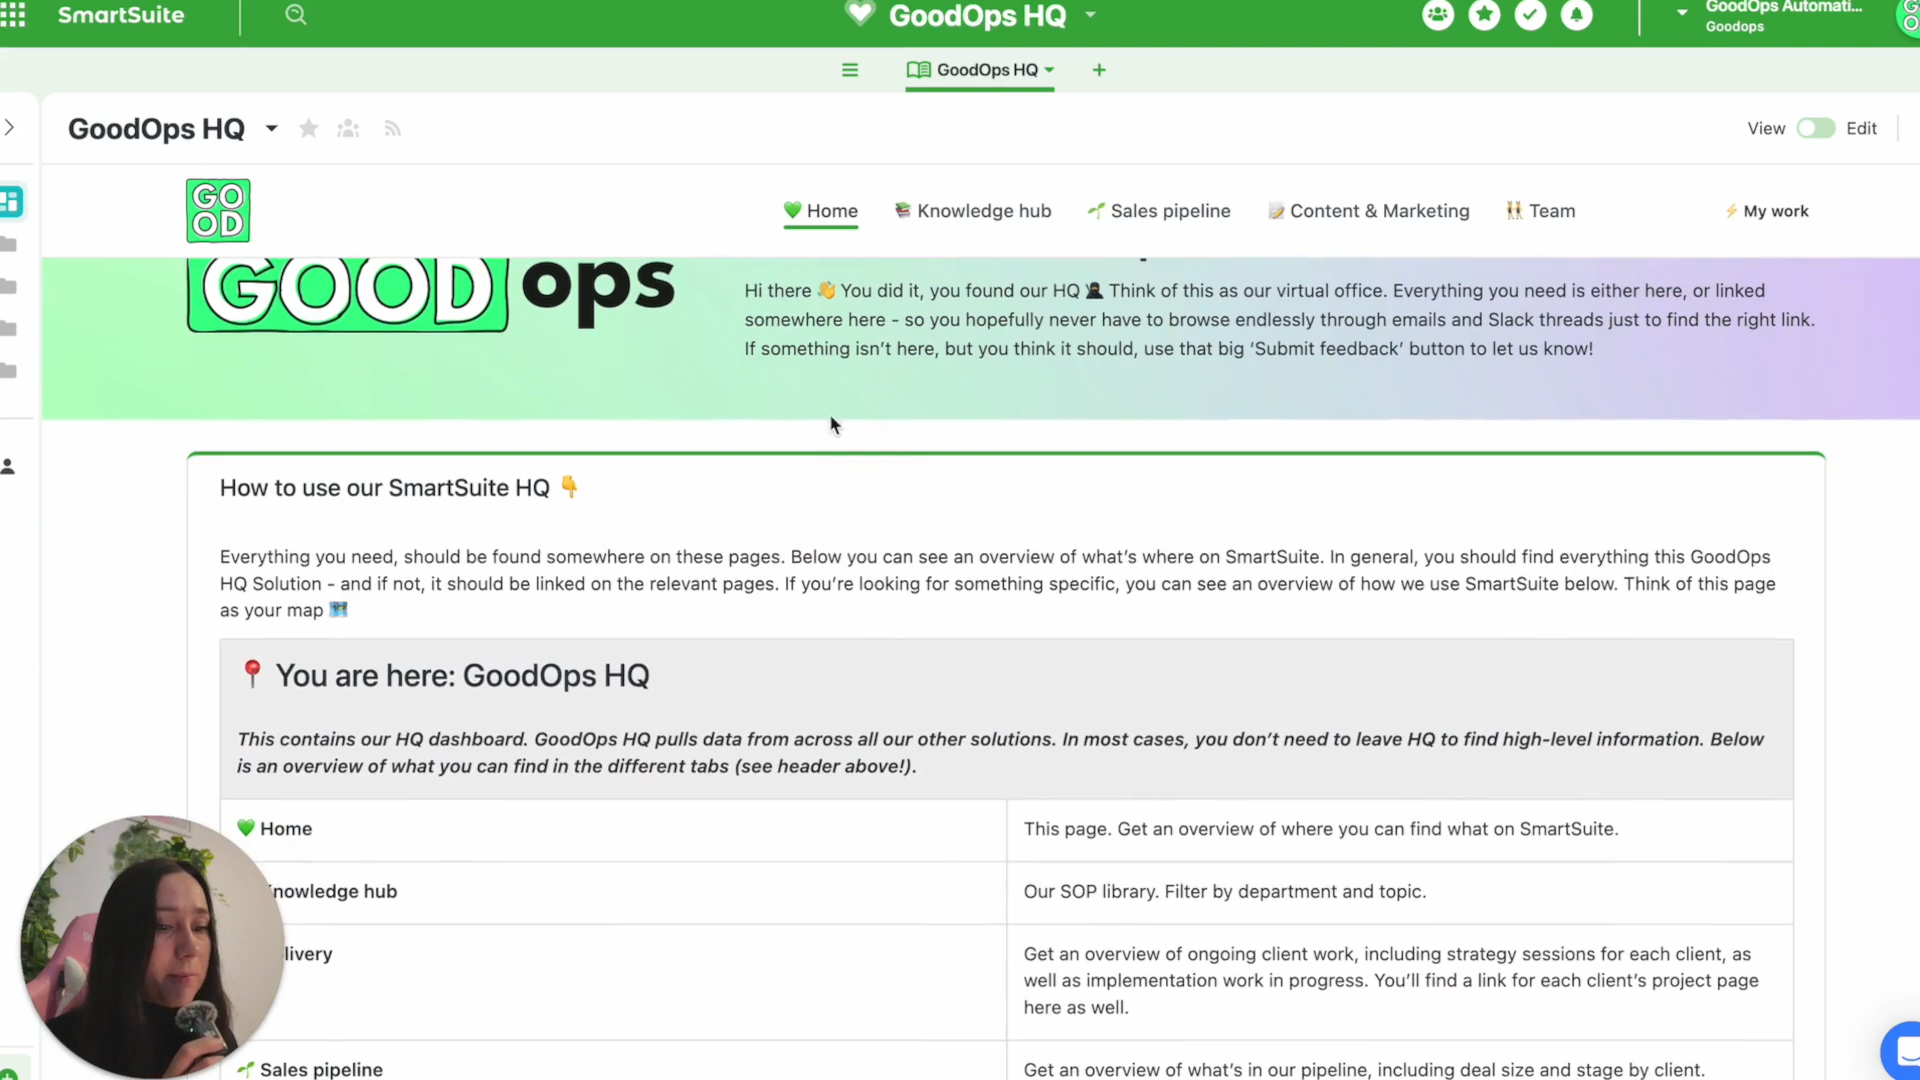 SmartSuite
GoodOps HQ
GoodOps Automati...
Goodops
GoodOps HQ
GoodOps HQ
View
Edit
GO
OD
💚 Home
📚 Knowledge hub
🌱 Sales pipeline
📝 Content & Marketing
👯 Team
⚡ My work
GOOD ops
Hi there 👋 You did it, you found our HQ 🥷 Think of this as our virtual office. Everything you need is either here, or linked
somewhere here - so you hopefully never have to browse endlessly through emails and Slack threads just to find the right link.
If something isn't here, but you think it should, use that big 'Submit feedback' button to let us know!
How to use our SmartSuite HQ 👇
Everything you need, should be found somewhere on these pages. Below you can see an overview of what's where on SmartSuite. In general, you should find everything this GoodOps
HQ Solution - and if not, it should be linked on the relevant pages. If you're looking for something specific, you can see an overview of how we use SmartSuite below. Think of this page
as your map 🗺️
📍 You are here: GoodOps HQ
This contains our HQ dashboard. GoodOps HQ pulls data from across all our other solutions. In most cases, you don't need to leave HQ to find high-level information. Below
is an overview of what you can find in the different tabs (see header above!).
💚 Home
This page. Get an overview of where you can find what on SmartSuite.
nowledge hub
Our SOP library. Filter by department and topic.
livery
Get an overview of ongoing client work, including strategy sessions for each client, as
well as implementation work in progress. You'll find a link for each client's project page
here as well.
🌱 Sales pipeline
Get an overview of what's in our pipeline, including deal size and stage by client.